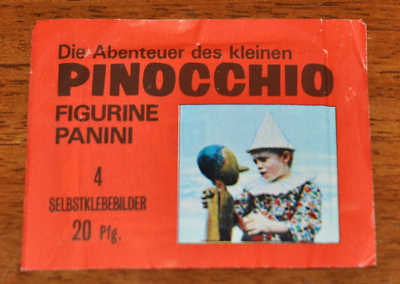 Die Abenteuer des kleinen
PINOCCHIO
FIGURINE
PANINI
4
SELBSTKLEBEBILDER
20 Pfg.